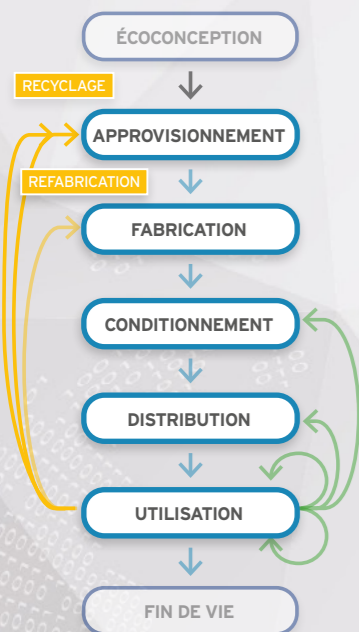 ÉCOCONCEPTION
RECYCLAGE
APPROVISIONNEMENT
REFABRICATION
FABRICATION
CONDITIONNEMENT
DISTRIBUTION
UTILISATION
FIN DE VIE